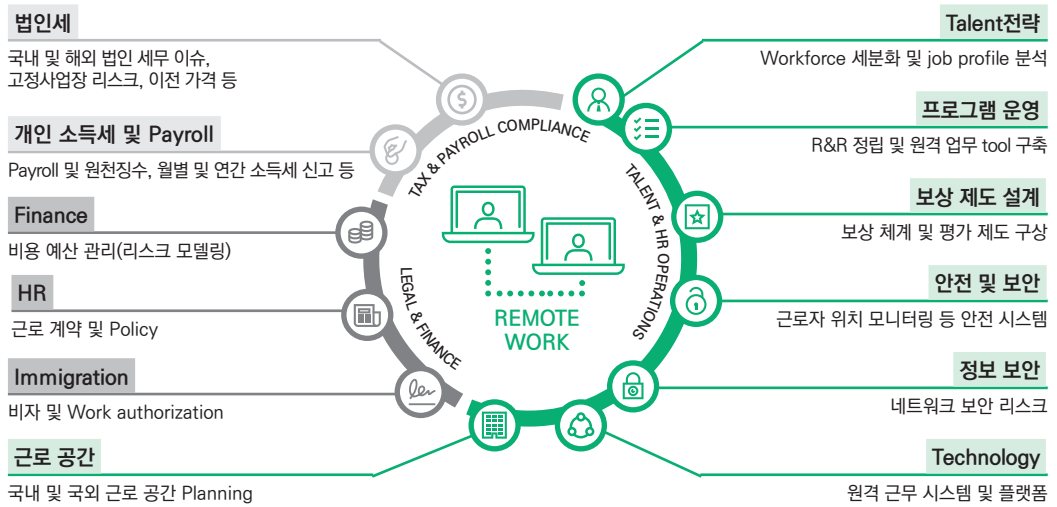 법인세
국내 및 해외 법인 세무 이슈,
고정사업장 리스크, 이전 가격 등
개인 소득세 및 Payroll
Payroll 및 원천징수, 월별 및 연간 소득세 신고 등
Finance
비용 예산 관리(리스크 모델링)
HR
근로 계약 및 Policy
Immigration
비자 및 Work authorization
근로 공간
국내 및 국외 근로 공간 Planning
TAX & PAYROLL COMPLIANCE
LEGAL & FINANCE
TALENT & HR OPERATIONS
REMOTE
WORK
Talent전략
Workforce 세분화 및 job profile 분석
프로그램 운영
R&R 정립 및 원격 업무 tool 구축
보상 제도 설계
보상 체계 및 평가 제도 구상
안전 및 보안
근로자 위치 모니터링 등 안전 시스템
정보 보안
네트워크 보안 리스크
Technology
원격 근무 시스템 및 플랫폼